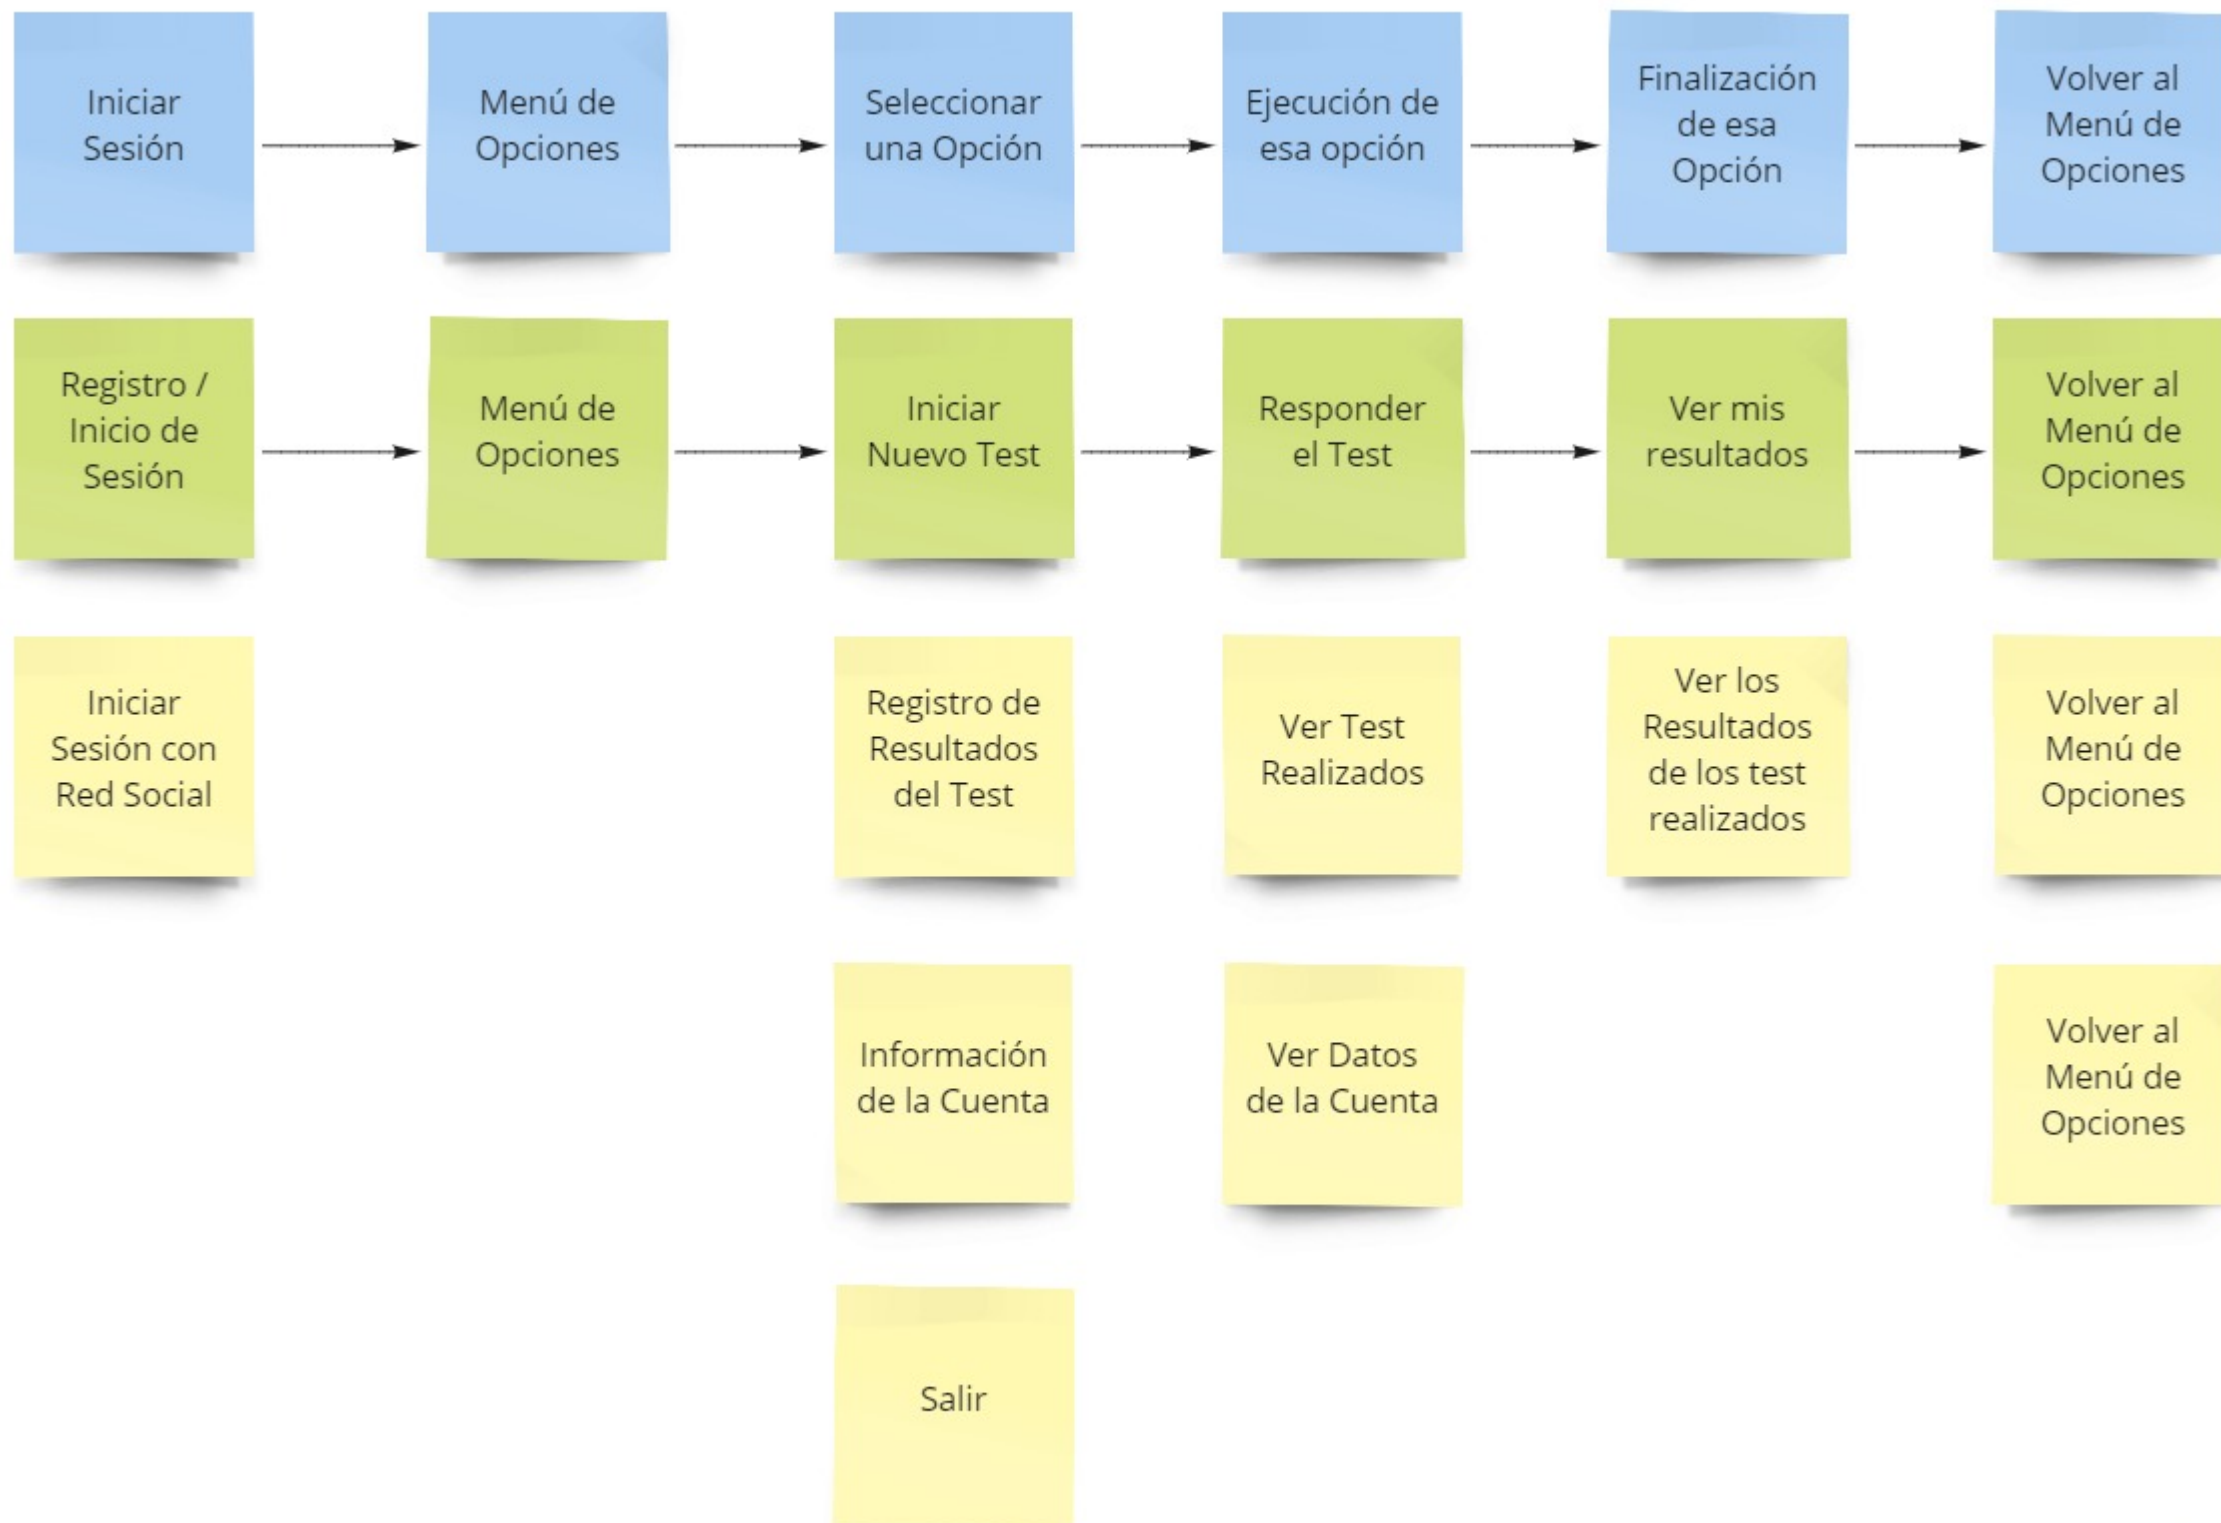 Iniciar
Sesión
Menú de
Opciones
Seleccionar
una Opción
Ejecución de
esa opción
Finalización
de esa
Opción
Volver al
Menú de
Opciones
Registro /
Inicio de
Sesión
Menú de
Opciones
Iniciar
Nuevo Test
Responder
el Test
Ver mis
resultados
Volver al
Menú de
Opciones
Iniciar
Sesión con
Red Social
Registro de
Resultados
del Test
Ver Test
Realizados
Ver los
Resultados
de los test
realizados
Volver al
Menú de
Opciones
Información
de la Cuenta
Ver Datos
de la Cuenta
Volver al
Menú de
Opciones
Salir